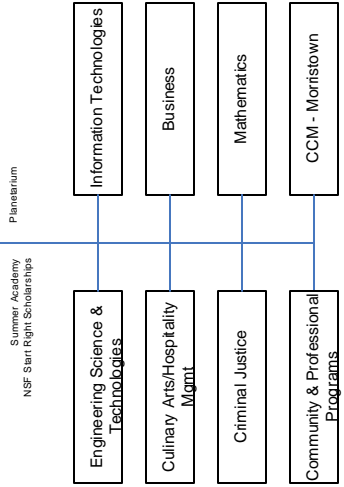 Planetarium
Summer Academy
NSF Start Right Scholarships
Information Technologies
Business
Mathematics
CCM - Morristown
Engineering Science &
Technologies
Culinary Arts/Hospitality
Mgmt
Criminal Justice
Community & Professional
Programs